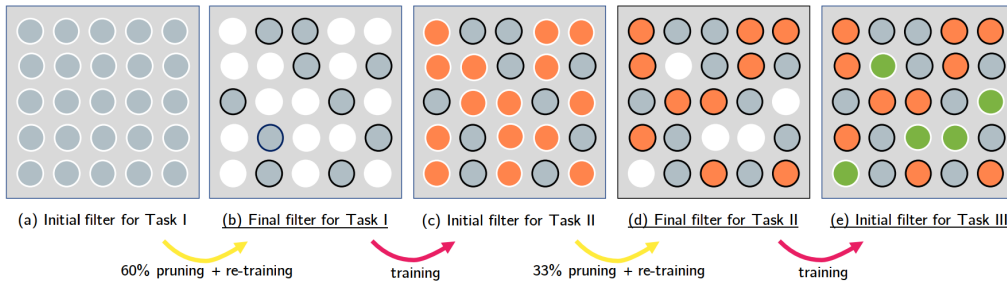 (a) Initial filter for Task I
(b) Final filter for Task I
(c) Initial filter for Task II
(d) Final filter for Task II
(e) Initial filter for Task III
60% pruning + re-training
training
33% pruning + re-training
training